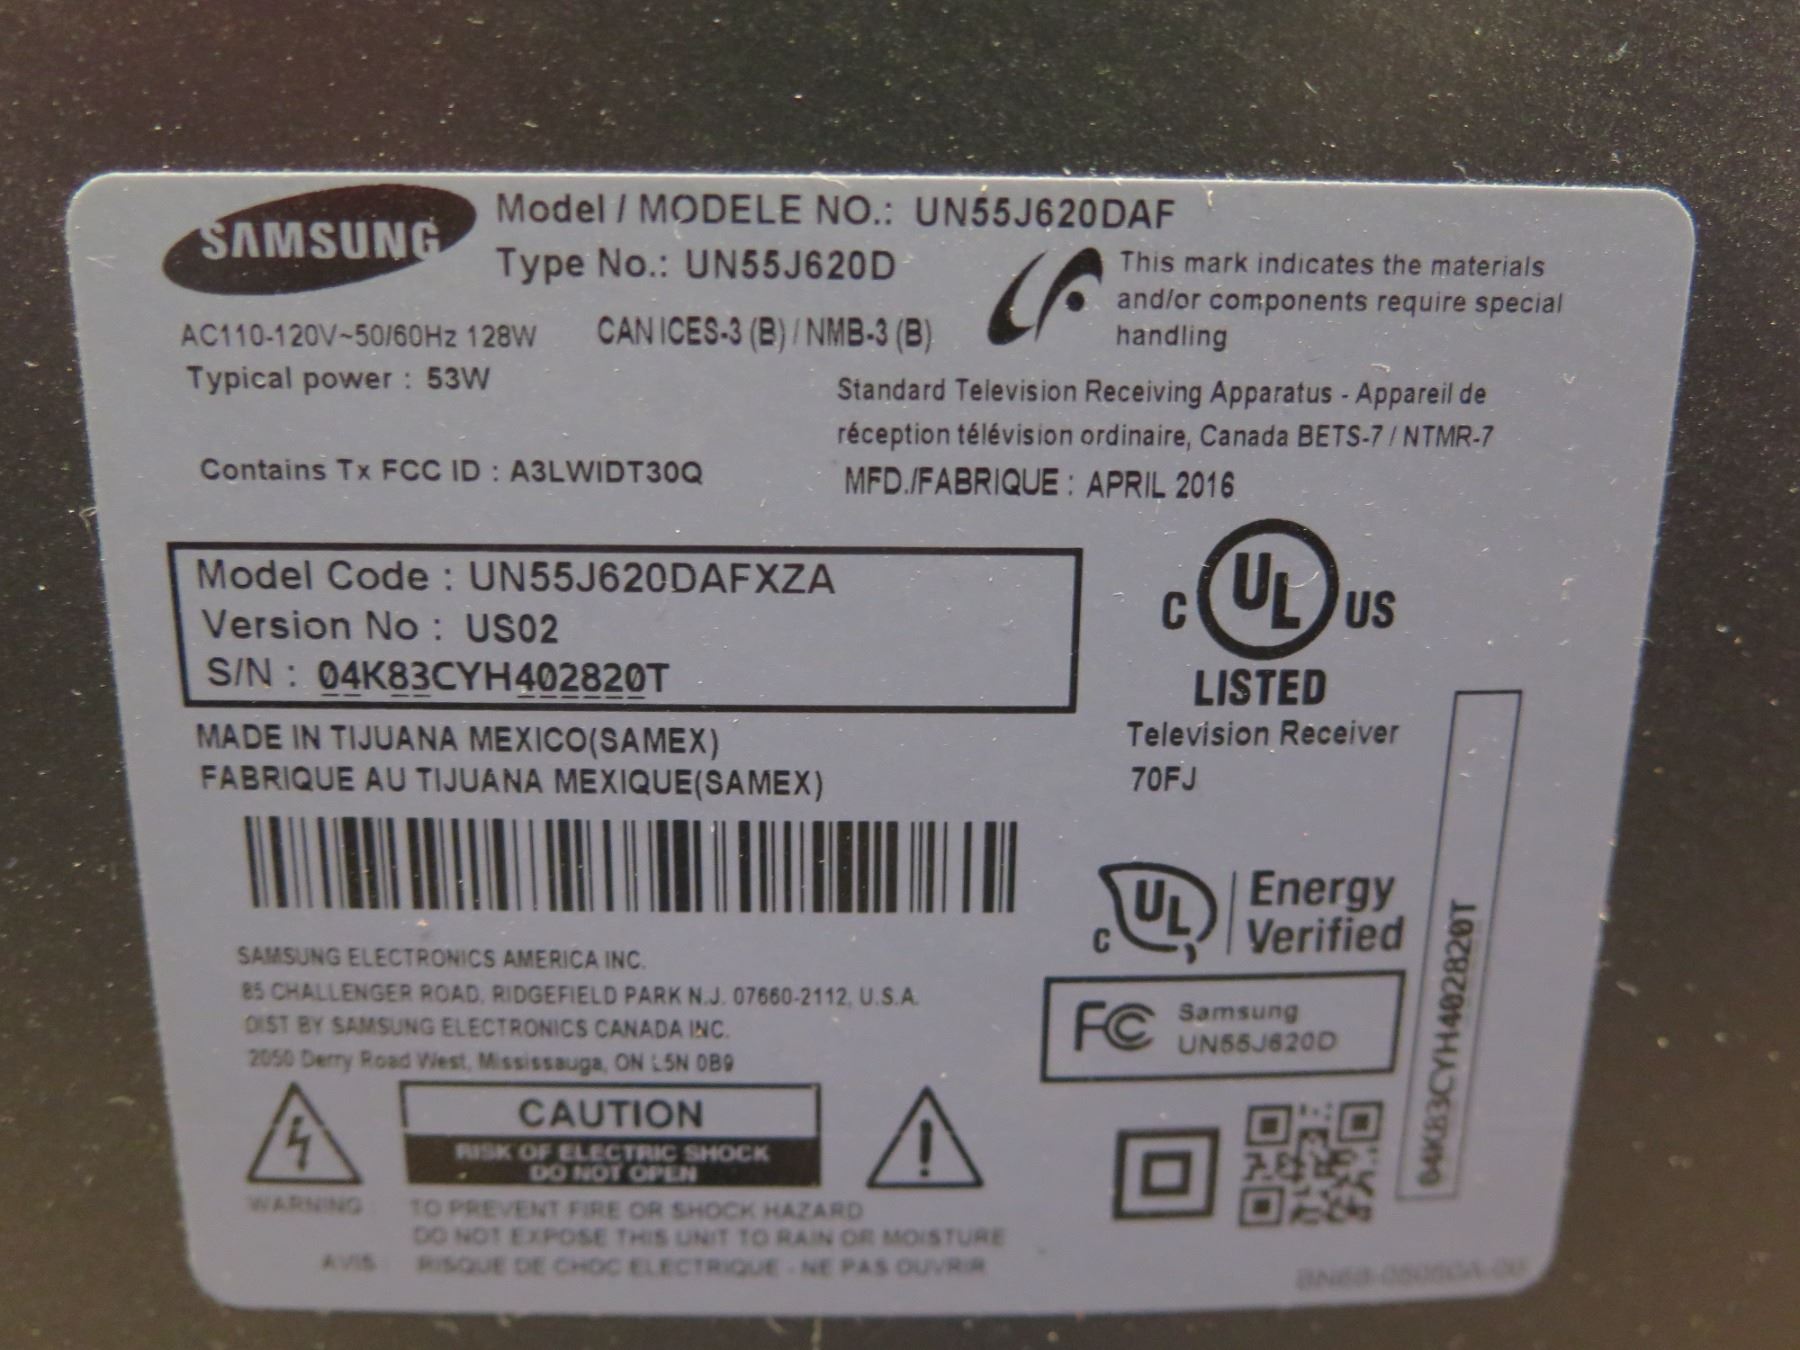 SAMSUNG
Model / MODELE NO.: UN55J620DAF
Type No.: UN55J620D
AC110-120V~50/60Hz 128W
CAN ICES-3 (B) / NMB-3 (B)
Typical power : 53W
This mark indicates the materials
and/or components require special
handling
Standard Television Receiving Apparatus - Appareil de
réception télévision ordinaire, Canada BETS-7 / NTMR-7
Contains Tx FCC ID : A3LWIDT30Q
MFD./FABRIQUE : APRIL 2016
Model Code : UN55J620DAFXZA
Version No : US02
S/N : 04K83CYH402820T
C UL US
LISTED
Television Receiver
70FJ
MADE IN TIJUANA MEXICO(SAMEX)
FABRIQUE AU TIJUANA MEXIQUE(SAMEX)
C UL Energy
Verified
SAMSUNG ELECTRONICS AMERICA INC.
85 CHALLENGER ROAD, RIDGEFIELD PARK N.J. 07660-2112, U.S.A.
DIST BY SAMSUNG ELECTRONICS CANADA INC.
2050 Derry Road West, Mississauga, ON L5N 0B9
FC Samsung
UN55J620D
04K83CYH402820T
CAUTION
RISK OF ELECTRIC SHOCK
DO NOT OPEN
WARNING : TO PREVENT FIRE OR SHOCK HAZARD
DO NOT EXPOSE THIS UNIT TO RAIN OR MOISTURE
AVIS : RISQUE DE CHOC ELECTRIQUE - NE PAS OUVRIR